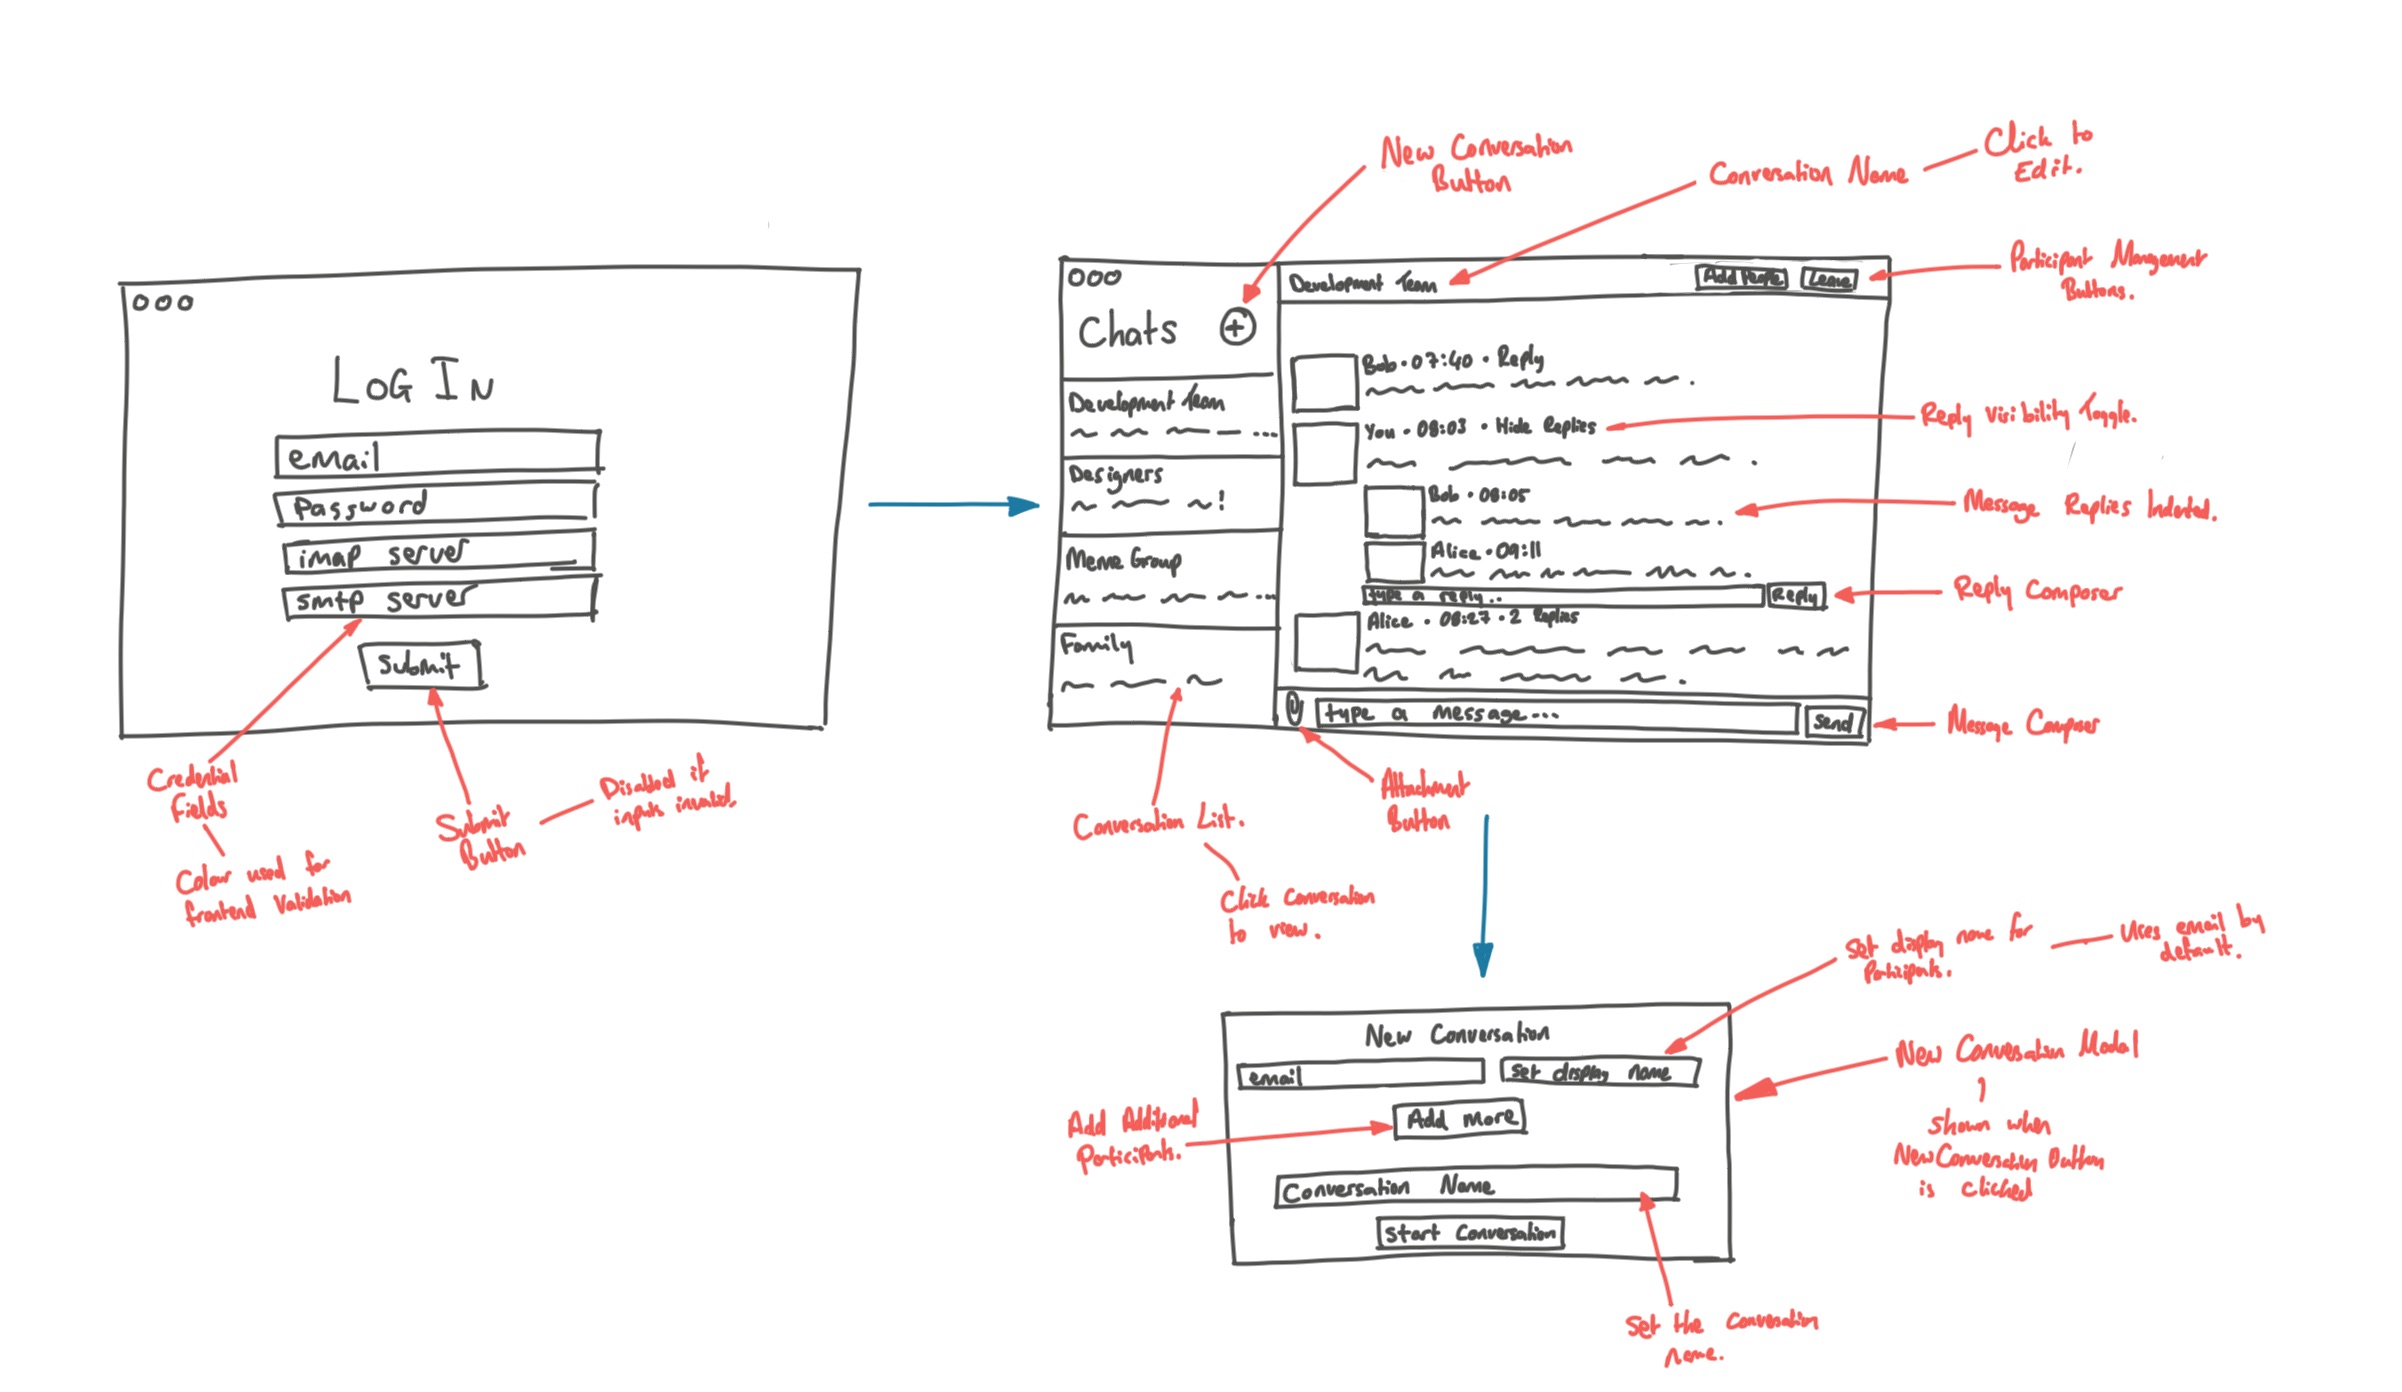 LOG IN
email
Password
imap server
smtp server
Submit
Credential
Fields
Colour used for
frontend Validation
Submit
Button
Disabled if
inputs invalid.
New Conversation
Button
Conversation Name
Click to
Edit.
Participant Mangement
Buttons.
Chats
+
Development Team
Add People
Leave
Development Team
...
Designers
!
Meme Group
...
Family
Bob · 07:40 · Reply
You · 08:03 · Hide Replies
Bob · 08:05
Alice · 09:11
type a reply..
Reply
Alice · 08:27 · 2 Replies
type a message...
Send
Reply Visibility Toggle.
Message Replies Indented.
Reply Composer
Message Composer
Attachment
Button
Conversation List.
Click Conversation
to view.
New Conversation
email
Set display name
Add more
Conversation Name
Start Conversation
Set display name for
Participants.
Uses email by
default.
New Conversation Modal
Shown when
New Conversation Button
is clicked
Add Additional
Participants.
Set the Conversation
name.